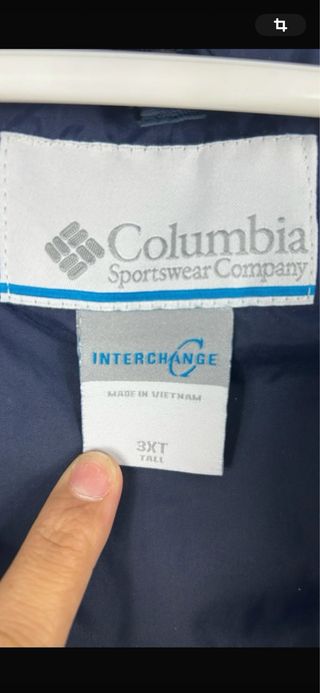 Columbia
Sportswear Company
INTERCHANGE
MADE IN VIETNAM
3XT
TALL